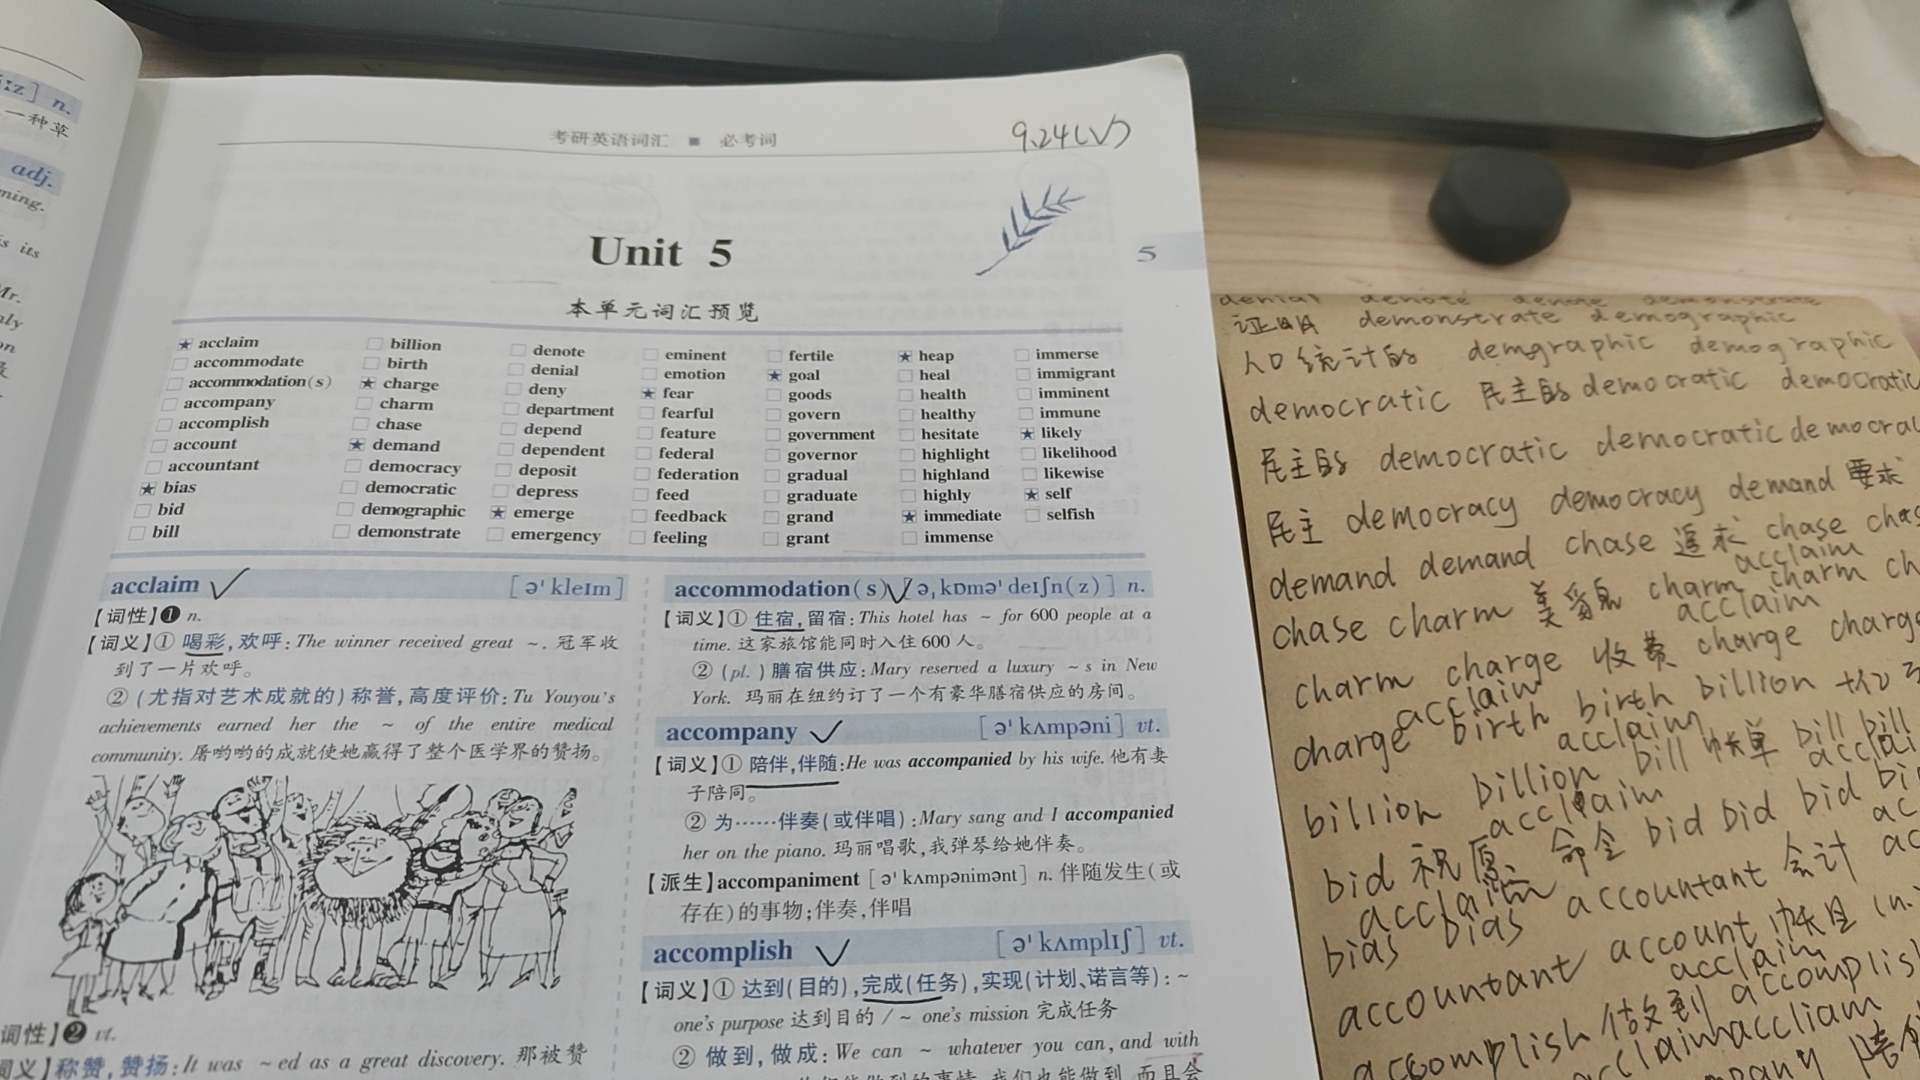 ːz] n.
一种草
adj.
ming.
s its
Mr.
nly
on
考研英语词汇 ■ 必考词
9.24(√)
Unit 5
5
本单元词汇预览
★ acclaim
□ accommodate
□ accommodation(s)
□ accompany
□ accomplish
□ account
□ accountant
★ bias
□ bid
□ bill
□ billion
□ birth
★ charge
□ charm
□ chase
★ demand
□ democracy
□ democratic
□ demographic
□ demonstrate
□ denote
□ denial
□ deny
□ department
□ depend
□ dependent
□ deposit
□ depress
★ emerge
□ emergency
□ eminent
□ emotion
★ fear
□ fearful
□ feature
□ federal
□ federation
□ feed
□ feedback
□ feeling
□ fertile
★ goal
□ goods
□ govern
□ government
□ governor
□ gradual
□ graduate
□ grand
□ grant
★ heap
□ heal
□ health
□ healthy
□ hesitate
□ highlight
□ highland
□ highly
★ immediate
□ immense
□ immerse
□ immigrant
□ imminent
□ immune
★ likely
□ likelihood
□ likewise
★ self
□ selfish
acclaim √ [əˈkleɪm]
【词性】❶ n.
【词义】① 喝彩,欢呼:The winner received great ~. 冠军收
到了一片欢呼。
② (尤指对艺术成就的)称誉,高度评价:Tu Youyou's
achievements earned her the ~ of the entire medical
community. 屠呦呦的成就使她赢得了整个医学界的赞扬。
词性】❷ vt.
词义】称赞,赞扬:It was ~ed as a great discovery. 那被赞
accommodation(s) √ [əˌkɒməˈdeɪʃn(z)] n.
【词义】① 住宿,留宿:This hotel has ~ for 600 people at a
time. 这家旅馆能同时入住600人。
② (pl.) 膳宿供应:Mary reserved a luxury ~s in New
York. 玛丽在纽约订了一个有豪华膳宿供应的房间。
accompany √ [əˈkʌmpəni] vt.
【词义】① 陪伴,伴随:He was accompanied by his wife. 他有妻
子陪同。
② 为……伴奏(或伴唱):Mary sang and I accompanied
her on the piano. 玛丽唱歌,我弹琴给她伴奏。
【派生】accompaniment [əˈkʌmpənimənt] n. 伴随发生(或
存在)的事物;伴奏,伴唱
accomplish √ [əˈkʌmplɪʃ] vt.
【词义】① 达到(目的),完成(任务),实现(计划、诺言等):~
one's purpose 达到目的 / ~ one's mission 完成任务
② 做到,做成:We can ~ whatever you can, and with
denial denote denote demonstrate
证明 demonstrate demographic
人口统计的 demgraphic demographic
democratic 民主的 democratic democratic
民主的 democratic democratic democra
民主 democracy democracy demand 要求
demand demand chase 追求 chase chas
acclaim
chase charm 美貌 charm charm ch
acclaim
charm charge 收费 charge charg
acclaim
charge birth birth billion 十亿
acclaim
billion billion bill 账单 bill bill
acclaim
bid 祝愿 命令 bid bid bid bi
acclaim
bias bias accountant 会计 ac
accountant account 账目 (n.
acclaim
accomplish 做到 accomplish
acclaim accliam